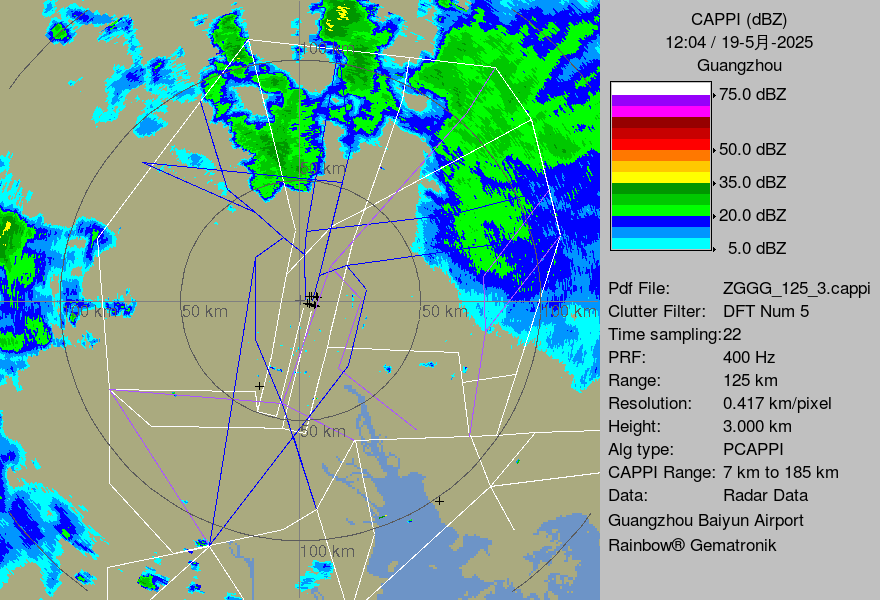 CAPPI (dBZ)
12:04 / 19-5月-2025
Guangzhou
75.0 dBZ
50.0 dBZ
35.0 dBZ
20.0 dBZ
5.0 dBZ
Pdf File: ZGGG_125_3.cappi
Clutter Filter: DFT Num 5
Time sampling:22
PRF: 400 Hz
Range: 125 km
Resolution: 0.417 km/pixel
Height: 3.000 km
Alg type: PCAPPI
CAPPI Range: 7 km to 185 km
Data: Radar Data
Guangzhou Baiyun Airport
Rainbow® Gematronik
100 km
50 km
100 km
50 km
50 km
100 km
50 km
100 km